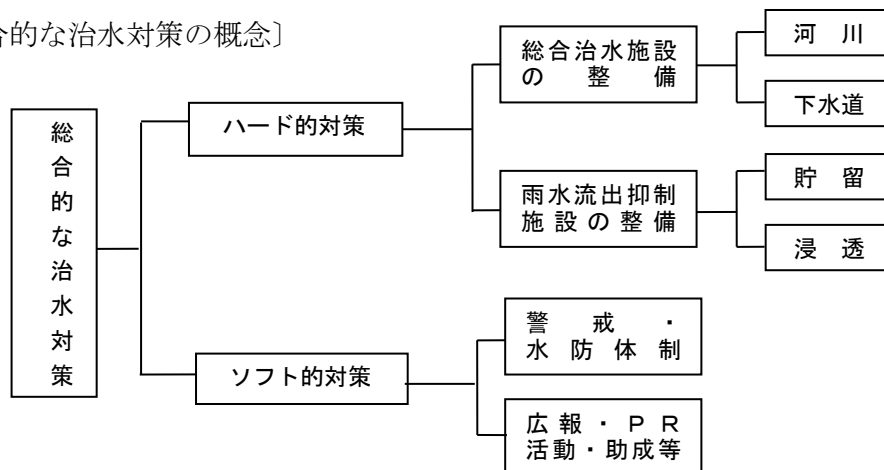 合的な治水対策の概念〕
総合的な治水対策
ハード的対策
総合治水施設
の整備
河川
下水道
雨水流出抑制
施設の整備
貯留
浸透
ソフト的対策
警戒・
水防体制
広報・ＰＲ
活動・助成等